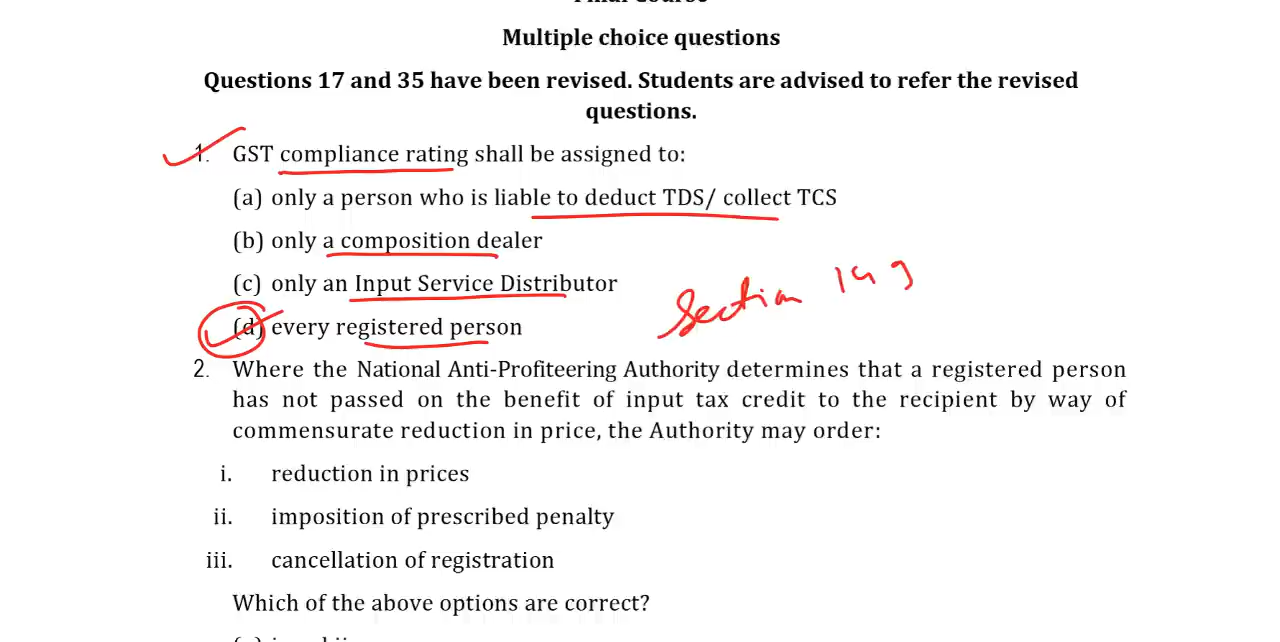 Final Course
Multiple choice questions
Questions 17 and 35 have been revised. Students are advised to refer the revised
questions.
1. GST compliance rating shall be assigned to:
(a) only a person who is liable to deduct TDS/ collect TCS
(b) only a composition dealer
(c) only an Input Service Distributor
Section 149
(d) every registered person
2. Where the National Anti-Profiteering Authority determines that a registered person
has not passed on the benefit of input tax credit to the recipient by way of
commensurate reduction in price, the Authority may order:
i. reduction in prices
ii. imposition of prescribed penalty
iii. cancellation of registration
Which of the above options are correct?